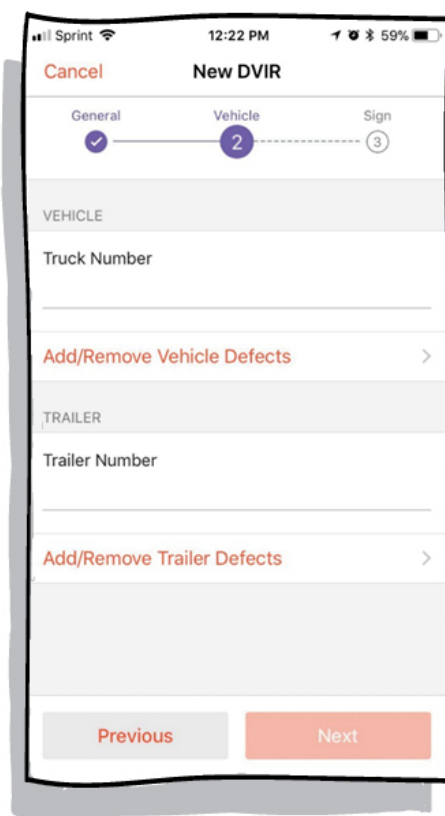 Sprint 12:22 PM 59%
Cancel New DVIR
General Vehicle Sign
2 3
VEHICLE
Truck Number
Add/Remove Vehicle Defects
TRAILER
Trailer Number
Add/Remove Trailer Defects
Previous Next